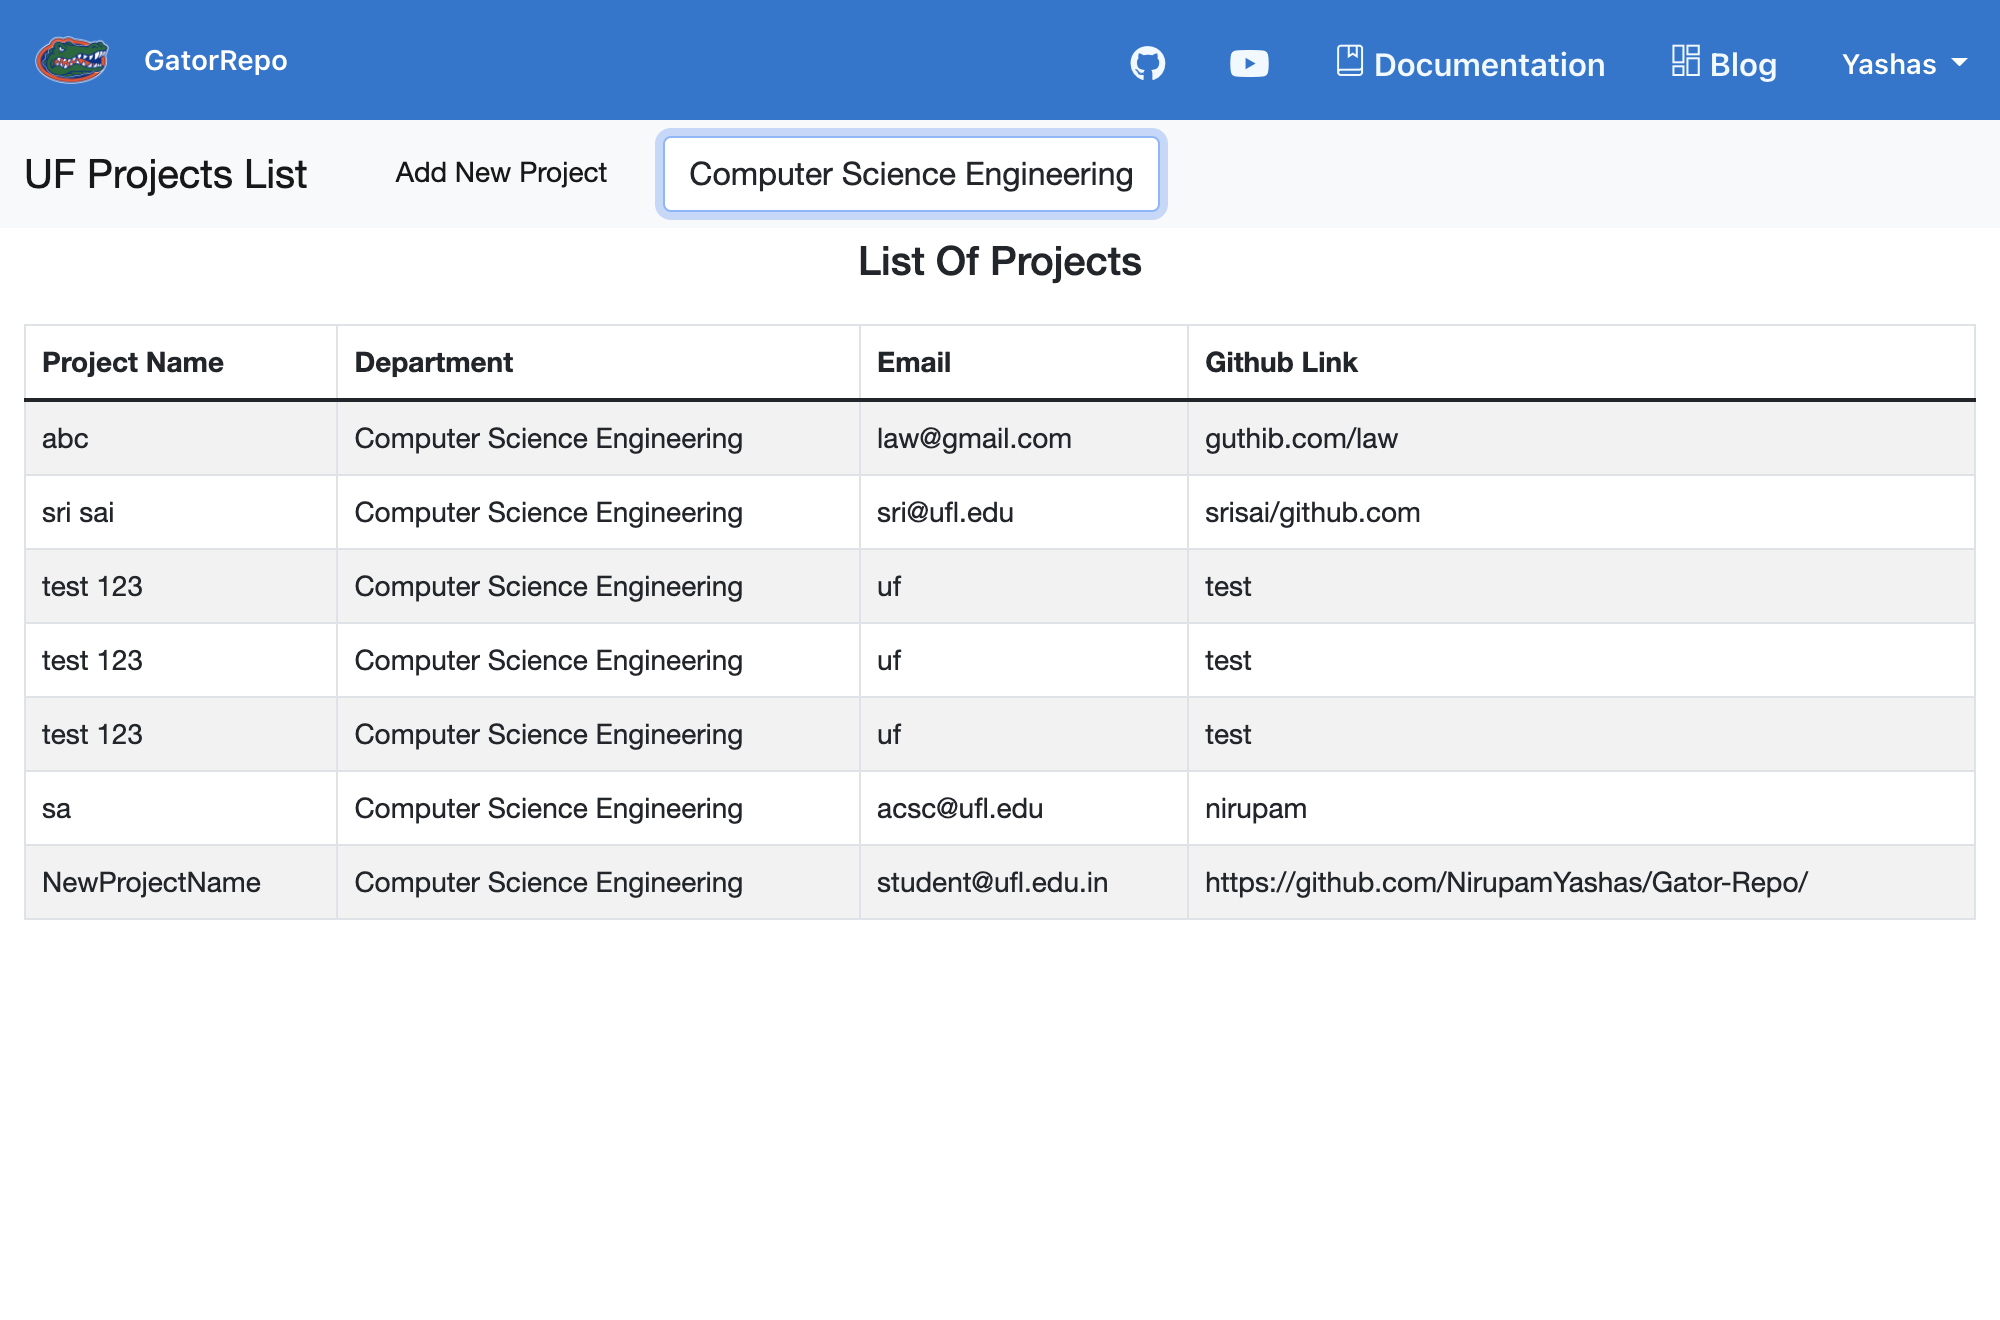 GatorRepo Documentation Blog Yashas
UF Projects List Add New Project Computer Science Engineering
List Of Projects
Project Name Department Email Github Link
abc Computer Science Engineering law@gmail.com guthib.com/law
sri sai Computer Science Engineering sri@ufl.edu srisai/github.com
test 123 Computer Science Engineering uf test
test 123 Computer Science Engineering uf test
test 123 Computer Science Engineering uf test
sa Computer Science Engineering acsc@ufl.edu nirupam
NewProjectName Computer Science Engineering student@ufl.edu.in https://github.com/NirupamYashas/Gator-Repo/